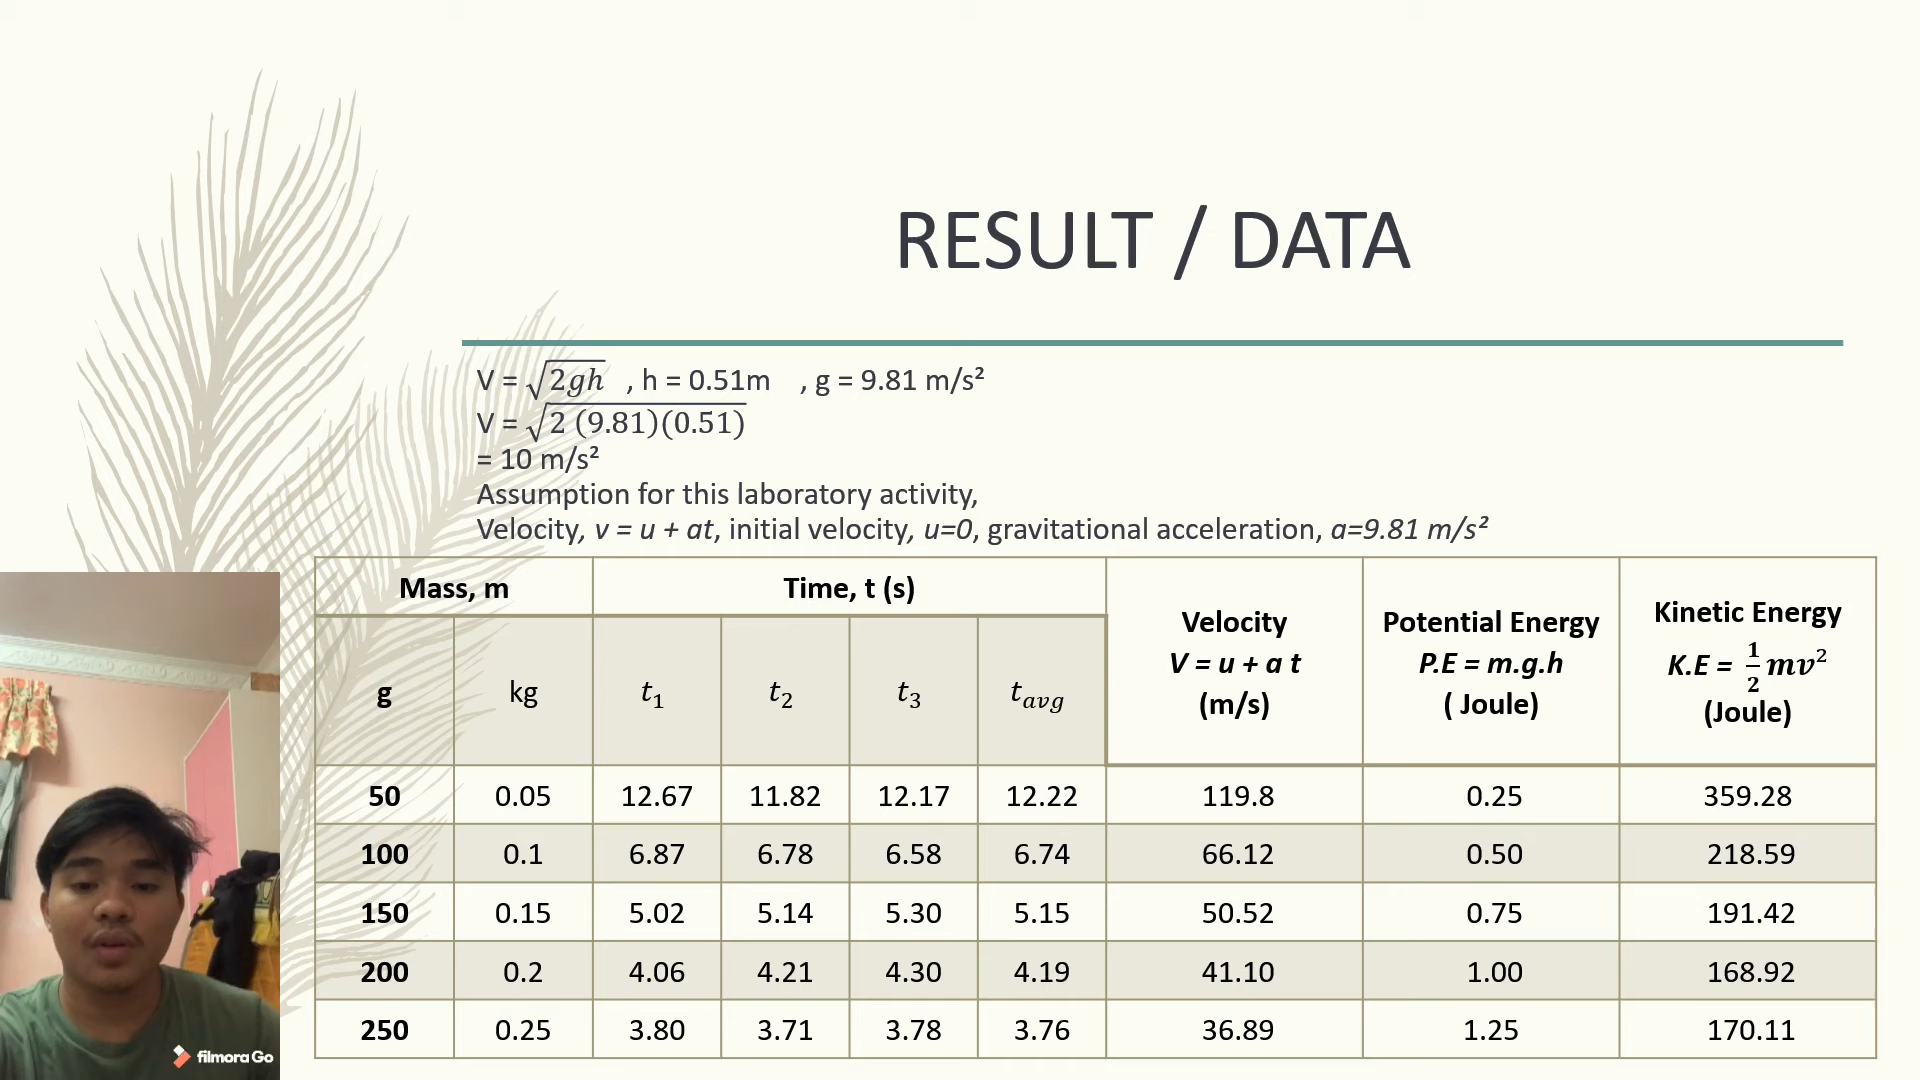 RESULT / DATA
V = √2gh , h = 0.51m , g = 9.81 m/s²
V = √2 (9.81)(0.51)
= 10 m/s²
Assumption for this laboratory activity,
Velocity, v = u + at, initial velocity, u=0, gravitational acceleration, a=9.81 m/s²
Mass, m Time, t (s) Velocity V = u + a t (m/s) Potential Energy P.E = m.g.h ( Joule) Kinetic Energy K.E = 1/2 mv² (Joule)
g kg t₁ t₂ t₃ tavg
50 0.05 12.67 11.82 12.17 12.22 119.8 0.25 359.28
100 0.1 6.87 6.78 6.58 6.74 66.12 0.50 218.59
150 0.15 5.02 5.14 5.30 5.15 50.52 0.75 191.42
200 0.2 4.06 4.21 4.30 4.19 41.10 1.00 168.92
250 0.25 3.80 3.71 3.78 3.76 36.89 1.25 170.11
filmora Go